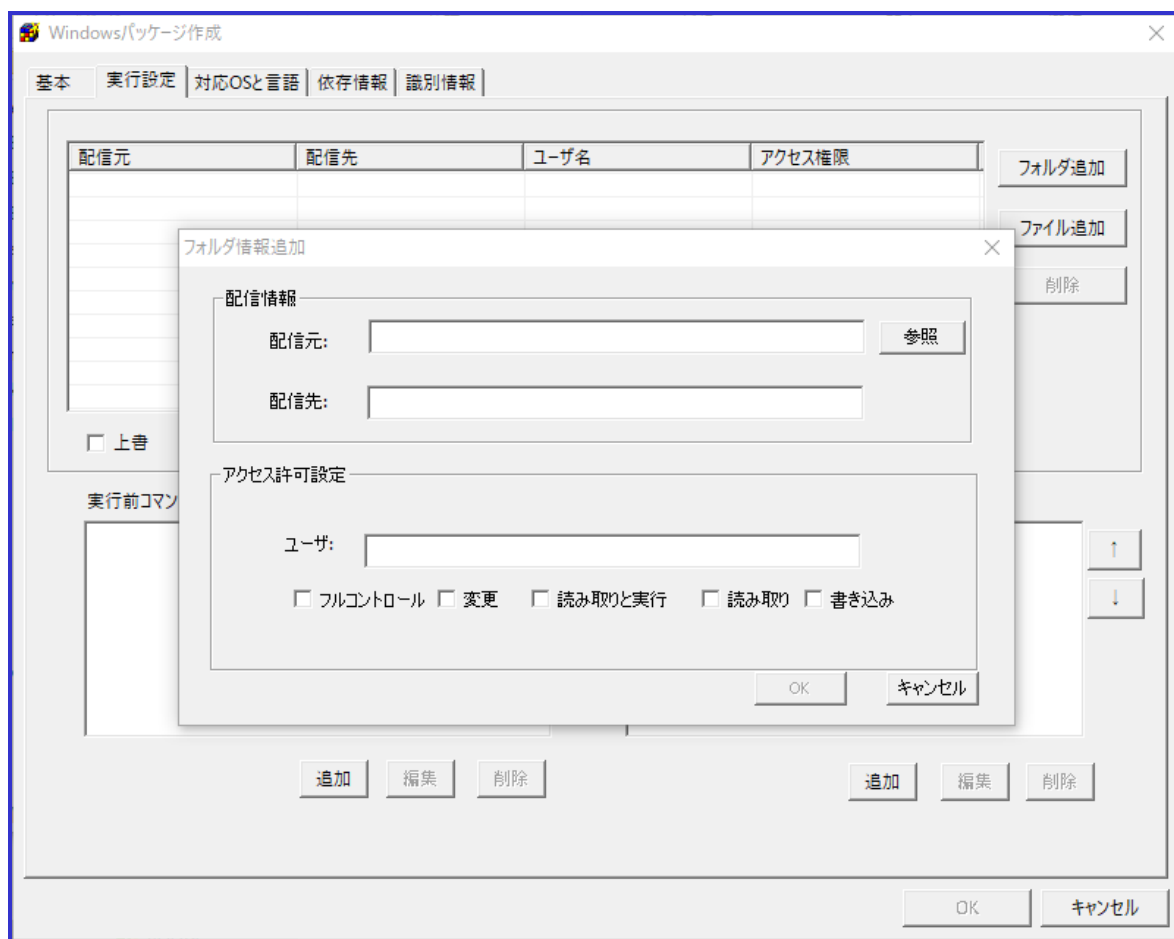 Windowsパッケージ作成
基本 実行設定 対応OSと言語 依存情報 識別情報
配信元 配信先 ユーザ名 アクセス権限
フォルダ追加
ファイル追加
削除
上書
実行前コマン
フォルダ情報追加
配信情報
配信元:
参照
配信先:
アクセス許可設定
ユーザ:
フルコントロール 変更 読み取りと実行 読み取り 書き込み
OK キャンセル
↑
↓
追加 編集 削除
追加 編集 削除
OK キャンセル